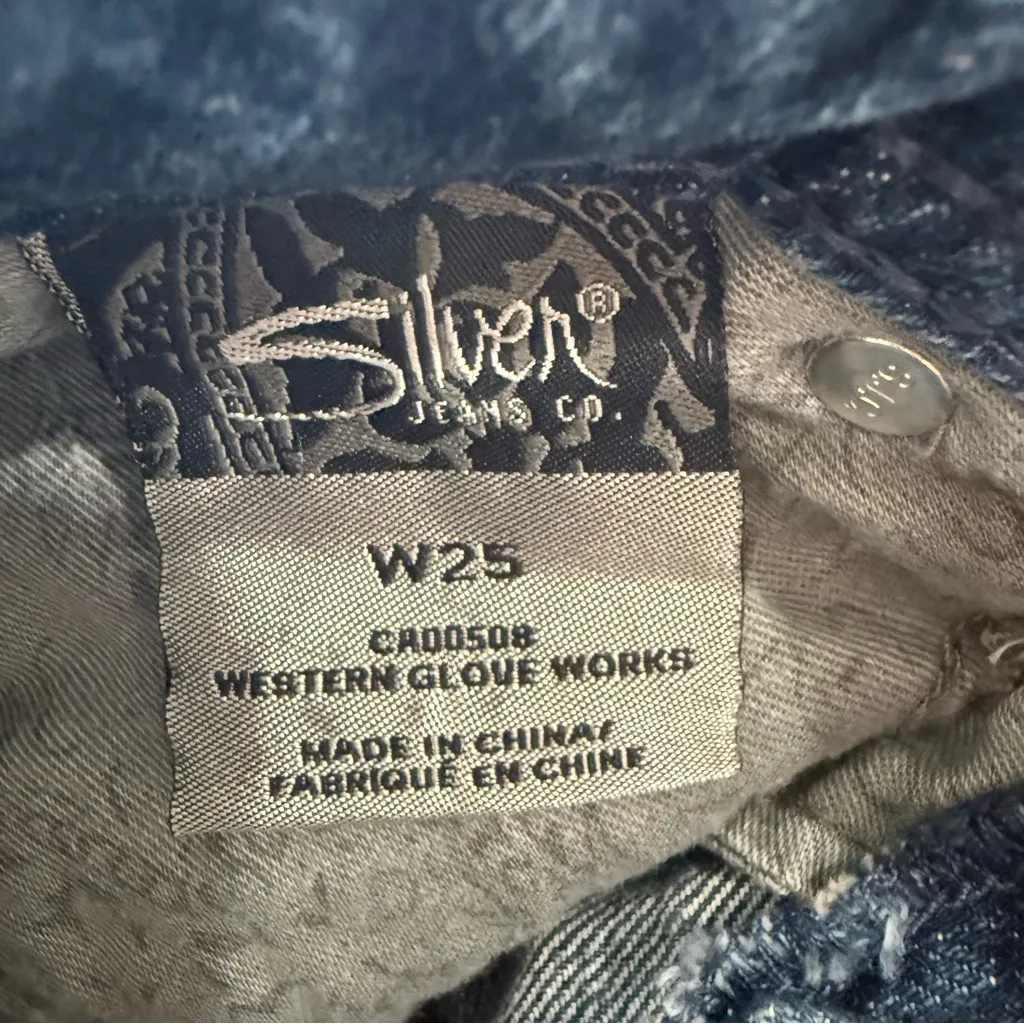 Silver®
JEANS CO.
W25
CA00508
WESTERN GLOVE WORKS
MADE IN CHINA/
FABRIQUÉ EN CHINE